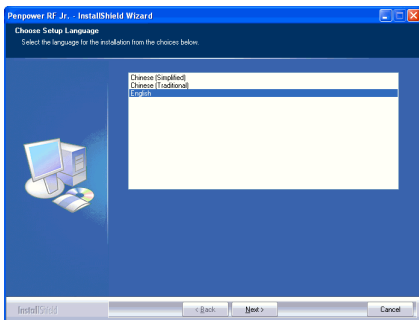 Penpower RF Jr. - InstallShield Wizard
Choose Setup Language
Select the language for the installation from the choices below.
Chinese (Simplified)
Chinese (Traditional)
English
InstallShield
< Back
Next >
Cancel